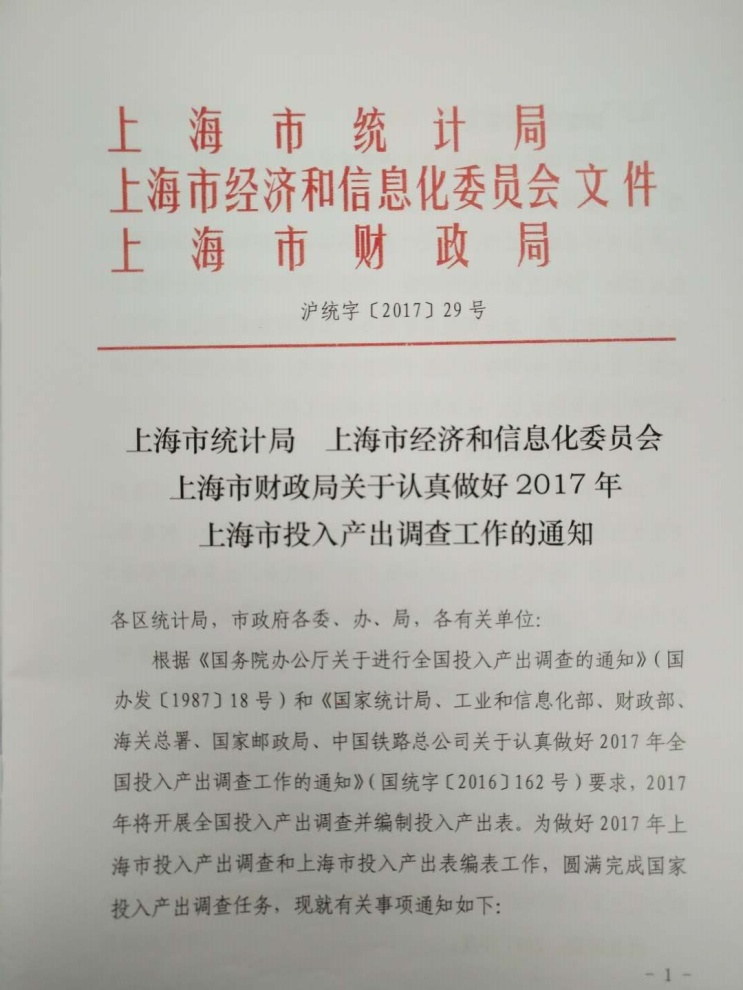 上海市统计局
上海市经济和信息化委员会文件
上海市财政局
沪统字〔2017〕29号
上海市统计局　上海市经济和信息化委员会
上海市财政局关于认真做好2017年
上海市投入产出调查工作的通知
各区统计局，市政府各委、办、局，各有关单位：
根据《国务院办公厅关于进行全国投入产出调查的通知》（国
办发〔1987〕18号）和《国家统计局、工业和信息化部、财政部、
海关总署、国家邮政局、中国铁路总公司关于认真做好2017年全
国投入产出调查工作的通知》（国统字〔2016〕162号）要求，2017
年将开展全国投入产出调查并编制投入产出表。为做好2017年上
海市投入产出调查和上海市投入产出表编表工作，圆满完成国家
投入产出调查任务，现就有关事项通知如下：
- 1 -